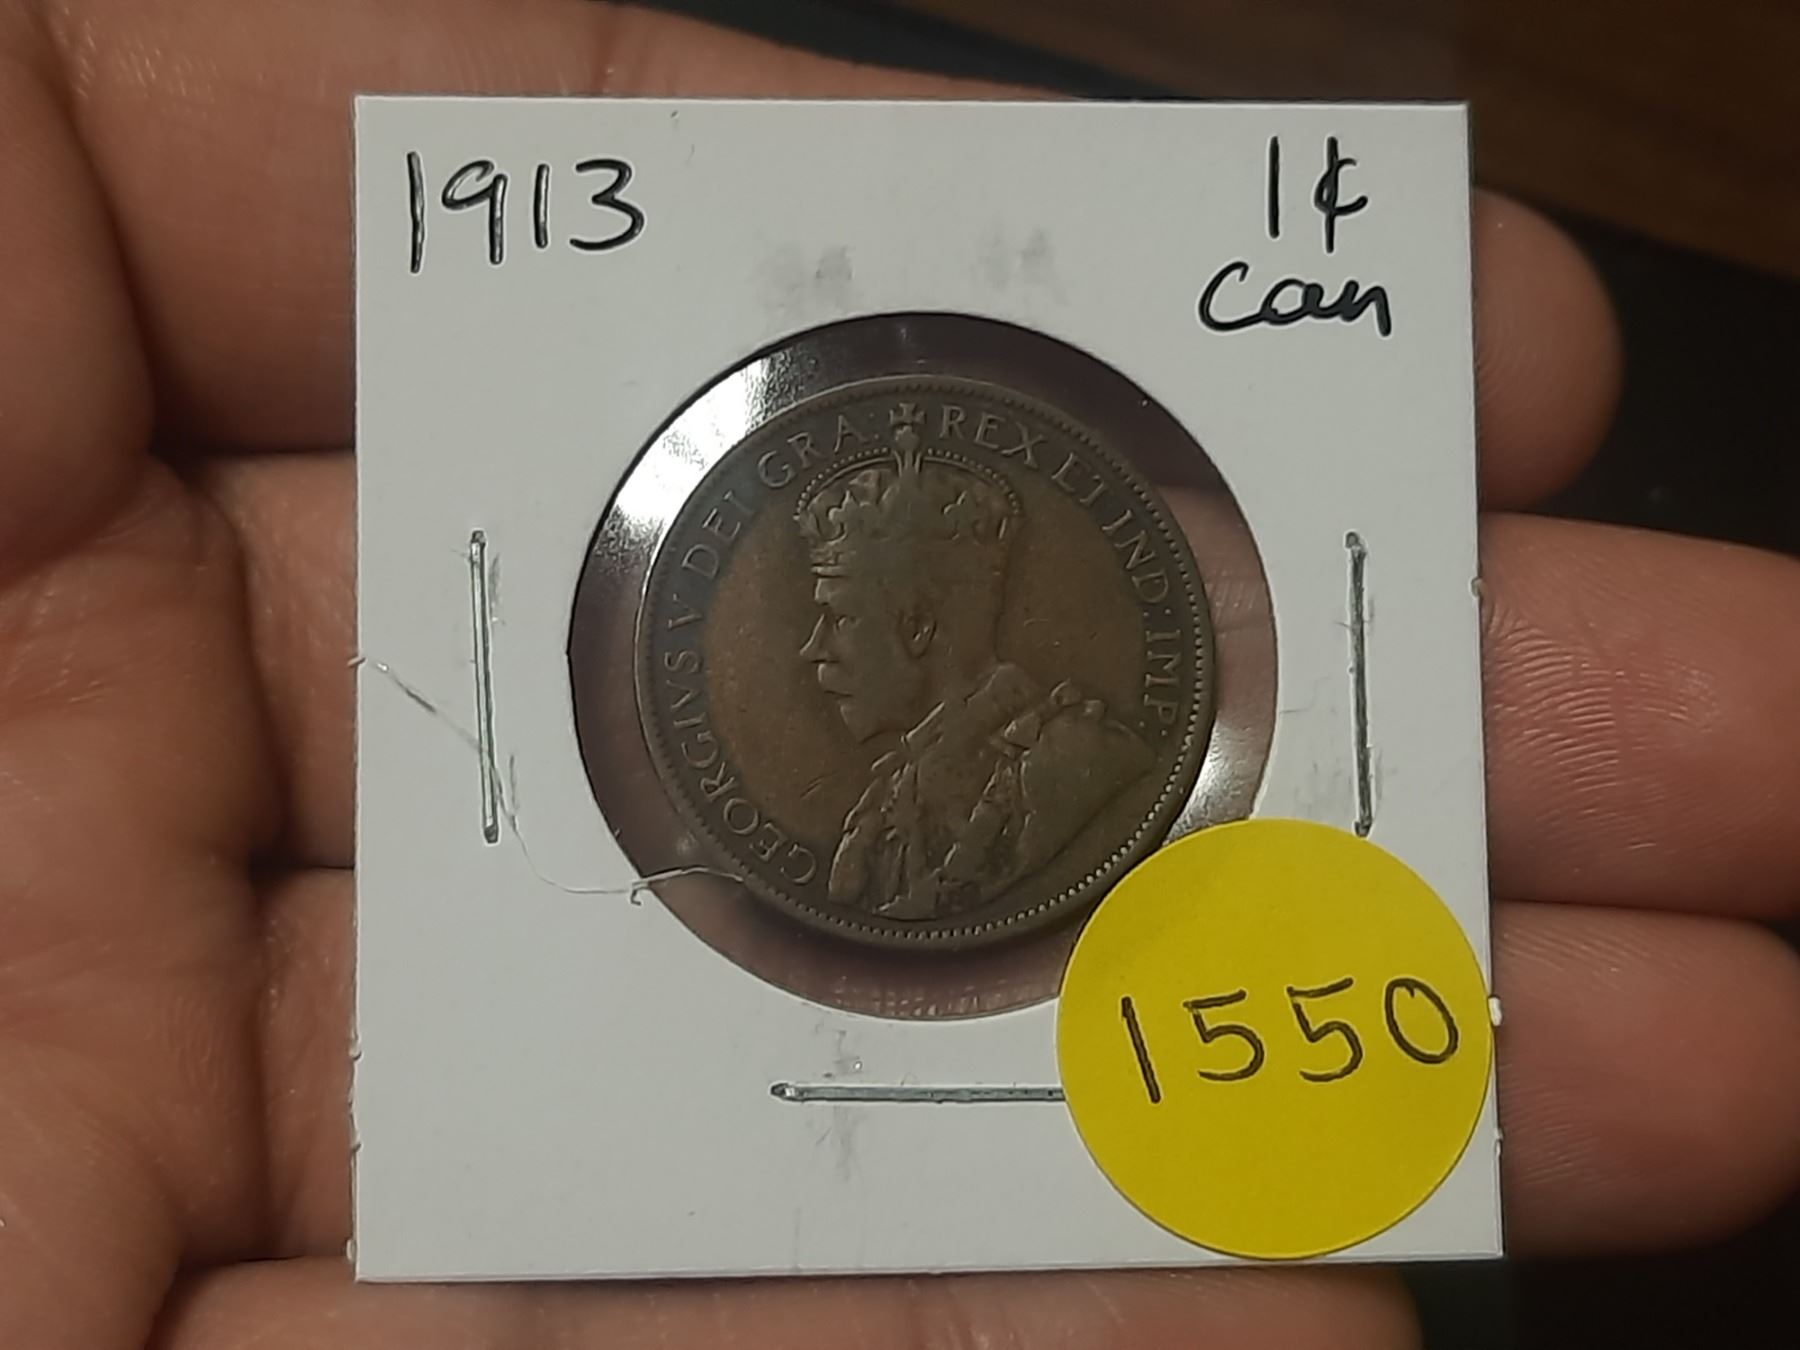 1913
1¢
Can
GEORGIVS V DEI GRA: REX ET IND: IMP:
1550